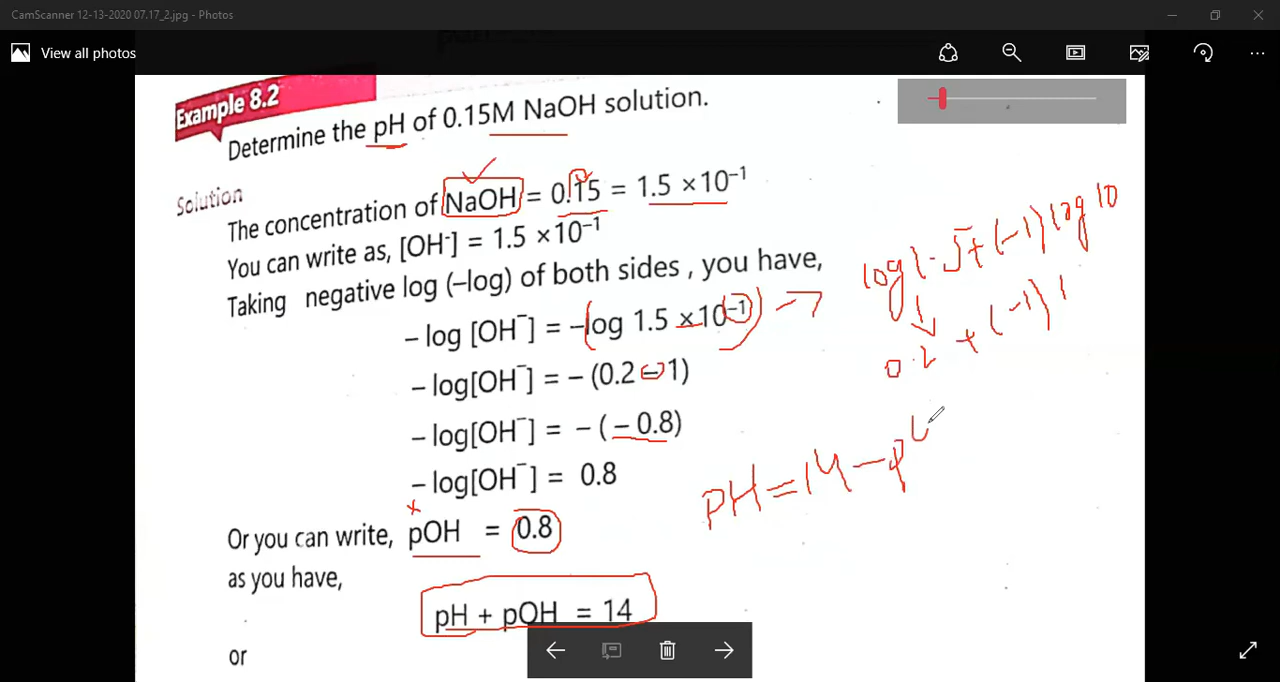 CamScanner 12-13-2020 07.17_2.jpg - Photos
View all photos
Example 8.2
Determine the pH of 0.15M NaOH solution.
Solution
The concentration of NaOH = 0.15 = 1.5 ×10⁻¹
You can write as, [OH⁻] = 1.5 ×10⁻¹
Taking negative log (–log) of both sides , you have,
– log [OH⁻] = –(log 1.5 ×10⁻¹) →
– log[OH⁻] = – (0.2 – 1)
– log[OH⁻] = – ( – 0.8)
– log[OH⁻] = 0.8
Or you can write, pOH = 0.8
as you have,
pH + pOH = 14
or
log 1.5 + (-1) log 10
0.2 + (-1) 1
PH = 14 - p